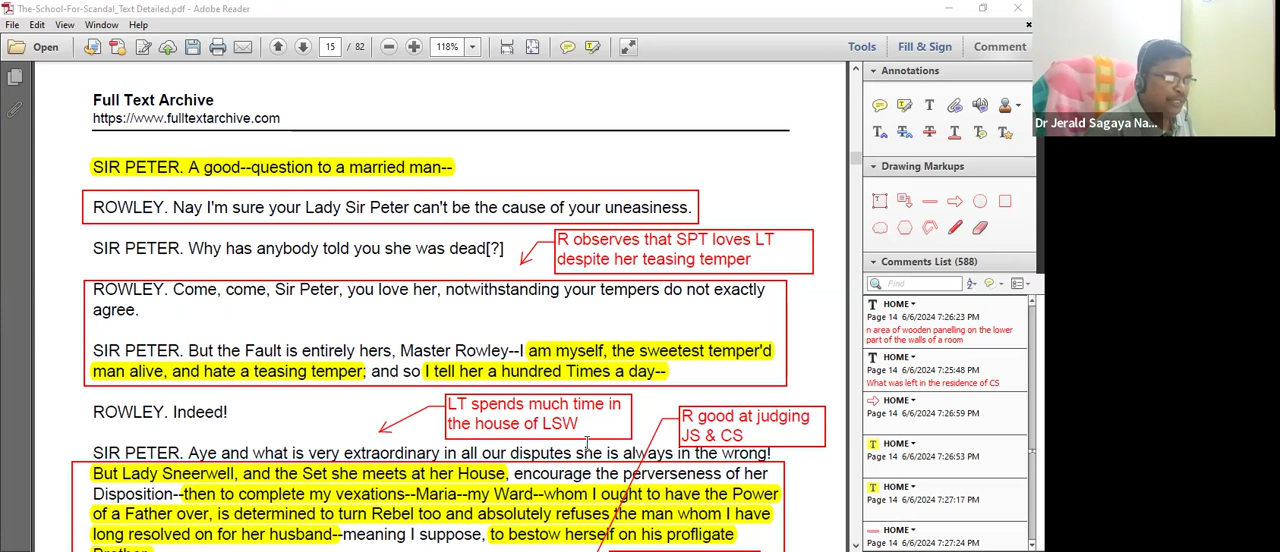 The-School-For-Scandal_Text Detailed.pdf - Adobe Reader
File Edit View Window Help
Open 15 / 82 118% Tools Fill & Sign Comment
Full Text Archive
https://www.fulltextarchive.com
SIR PETER. A good--question to a married man--
ROWLEY. Nay I'm sure your Lady Sir Peter can't be the cause of your uneasiness.
SIR PETER. Why has anybody told you she was dead[?]
R observes that SPT loves LT
despite her teasing temper
ROWLEY. Come, come, Sir Peter, you love her, notwithstanding your tempers do not exactly
agree.
SIR PETER. But the Fault is entirely hers, Master Rowley--I am myself, the sweetest temper'd
man alive, and hate a teasing temper; and so I tell her a hundred Times a day--
ROWLEY. Indeed!
LT spends much time in
the house of LSW
R good at judging
JS & CS
SIR PETER. Aye and what is very extraordinary in all our disputes she is always in the wrong!
But Lady Sneerwell, and the Set she meets at her House, encourage the perverseness of her
Disposition--then to complete my vexations--Maria--my Ward--whom I ought to have the Power
of a Father over, is determined to turn Rebel too and absolutely refuses the man whom I have
long resolved on for her husband--meaning I suppose, to bestow herself on his profligate
Brother.
Annotations
Drawing Markups
Comments List (588)
Find
HOME
Page 14 6/6/2024 7:26:23 PM
n area of wooden panelling on the lower
part of the walls of a room
HOME
Page 14 6/6/2024 7:25:48 PM
What was left in the residence of CS
HOME
Page 14 6/6/2024 7:26:59 PM
HOME
Page 14 6/6/2024 7:26:53 PM
HOME
Page 14 6/6/2024 7:27:17 PM
HOME
Page 14 6/6/2024 7:27:24 PM
Dr Jerald Sagaya Na...